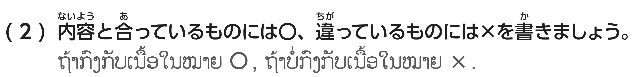 （2）内容と合っているものには○、違っているものには×を書きましょう。
ຖ້າກົງກັບເນື້ອໃນໝາຍ ○, ຖ້າບໍ່ກົງກັບເນື້ອໃນໝາຍ ×.